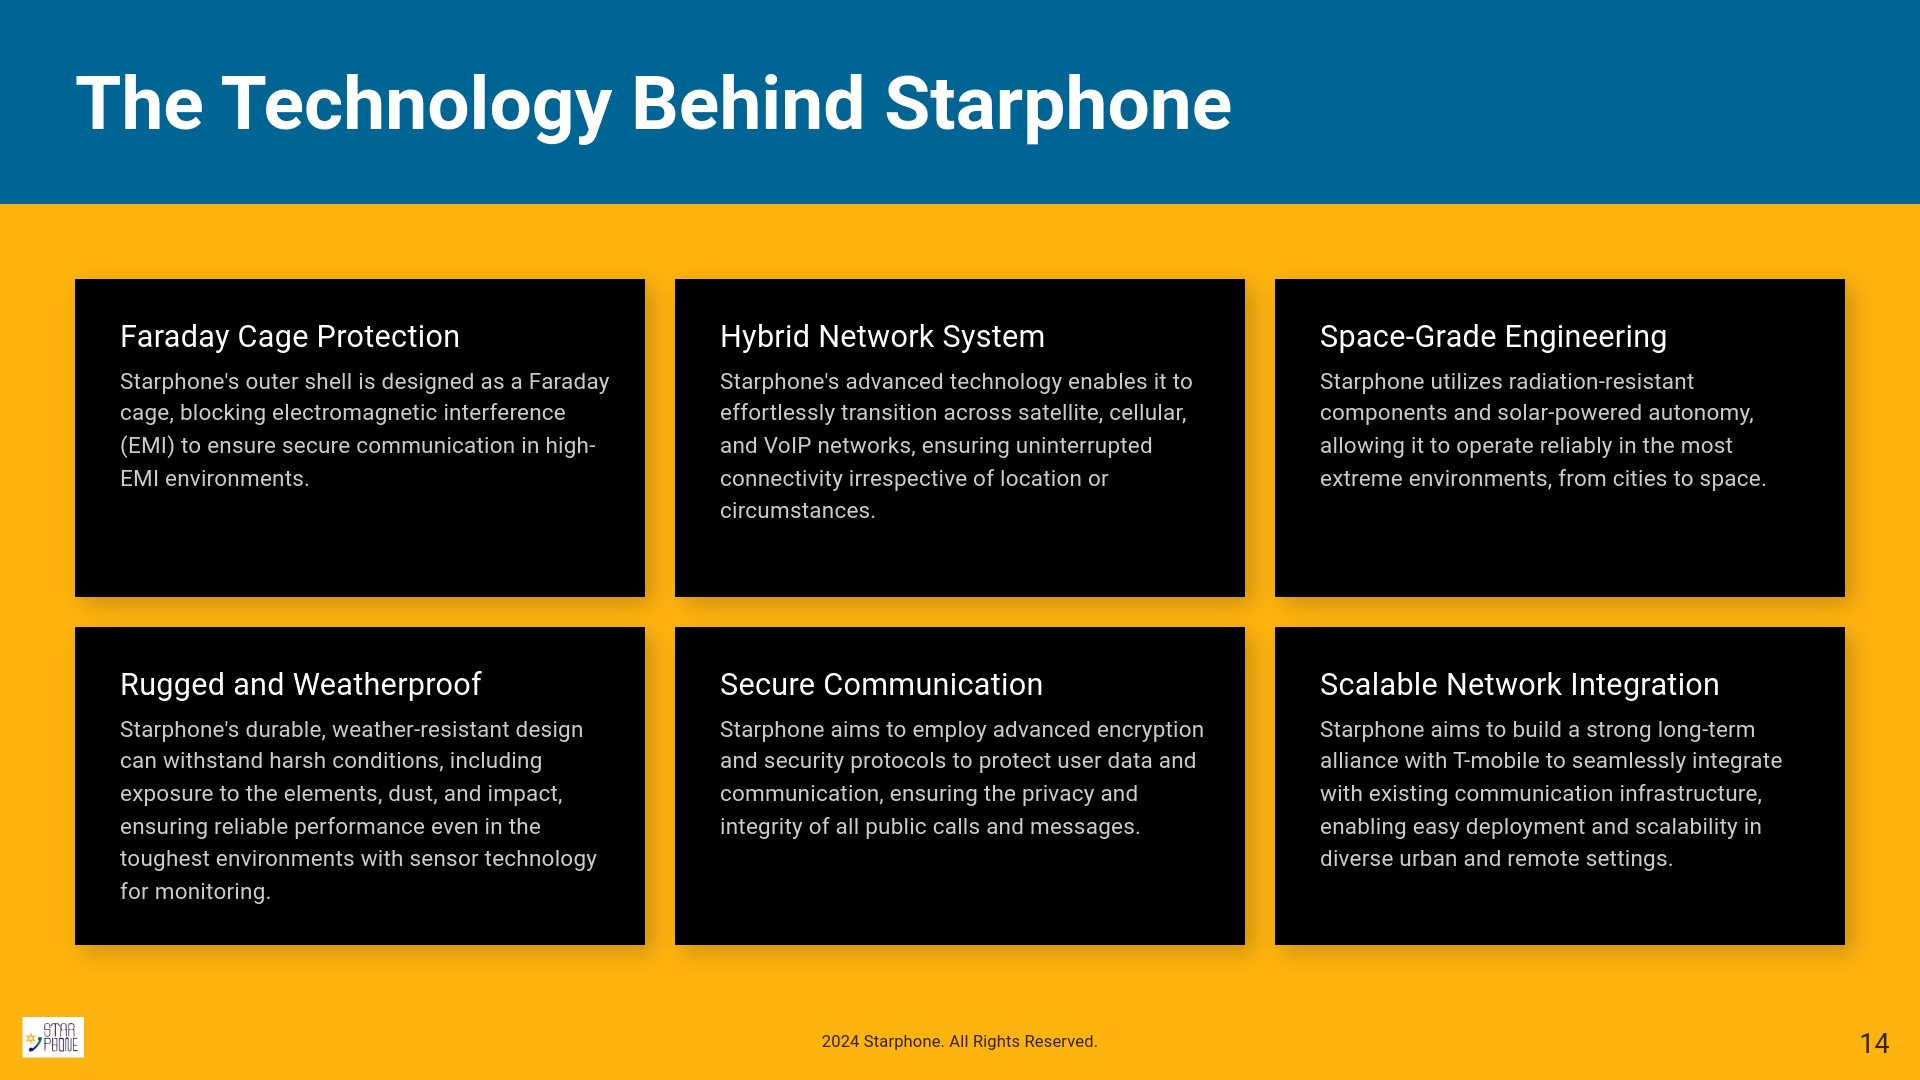 The Technology Behind Starphone
Faraday Cage Protection
Starphone's outer shell is designed as a Faraday
cage, blocking electromagnetic interference
(EMI) to ensure secure communication in high-
EMI environments.
Hybrid Network System
Starphone's advanced technology enables it to
effortlessly transition across satellite, cellular,
and VoIP networks, ensuring uninterrupted
connectivity irrespective of location or
circumstances.
Space-Grade Engineering
Starphone utilizes radiation-resistant
components and solar-powered autonomy,
allowing it to operate reliably in the most
extreme environments, from cities to space.
Rugged and Weatherproof
Starphone's durable, weather-resistant design
can withstand harsh conditions, including
exposure to the elements, dust, and impact,
ensuring reliable performance even in the
toughest environments with sensor technology
for monitoring.
Secure Communication
Starphone aims to employ advanced encryption
and security protocols to protect user data and
communication, ensuring the privacy and
integrity of all public calls and messages.
Scalable Network Integration
Starphone aims to build a strong long-term
alliance with T-mobile to seamlessly integrate
with existing communication infrastructure,
enabling easy deployment and scalability in
diverse urban and remote settings.
STAR
PHONE
2024 Starphone. All Rights Reserved.
14